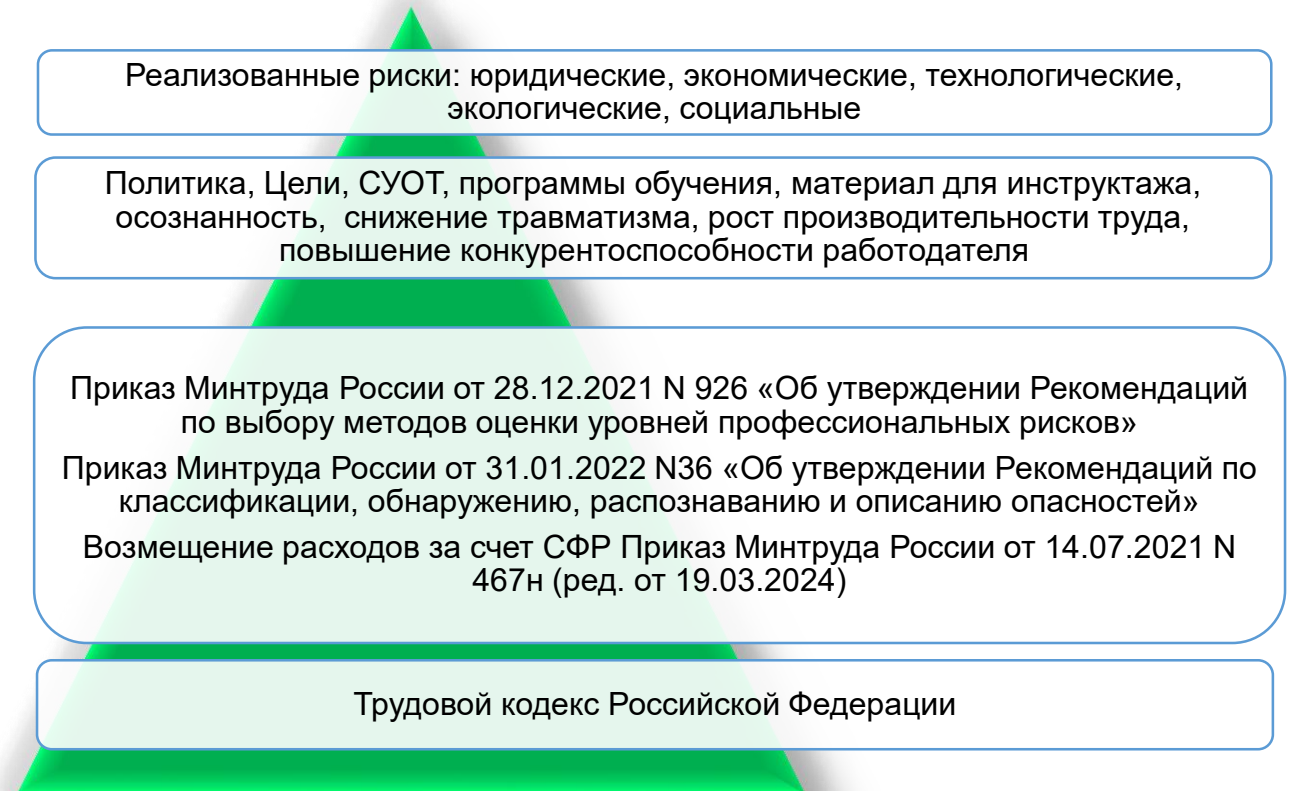 Реализованные риски: юридические, экономические, технологические,
экологические, социальные
Политика, Цели, СУОТ, программы обучения, материал для инструктажа,
осознанность,  снижение травматизма, рост производительности труда,
повышение конкурентоспособности работодателя
Приказ Минтруда России от 28.12.2021 N 926 «Об утверждении Рекомендаций
по выбору методов оценки уровней профессиональных рисков»
Приказ Минтруда России от 31.01.2022 N36 «Об утверждении Рекомендаций по
классификации, обнаружению, распознаванию и описанию опасностей»
Возмещение расходов за счет СФР Приказ Минтруда России от 14.07.2021 N
467н (ред. от 19.03.2024)
Трудовой кодекс Российской Федерации